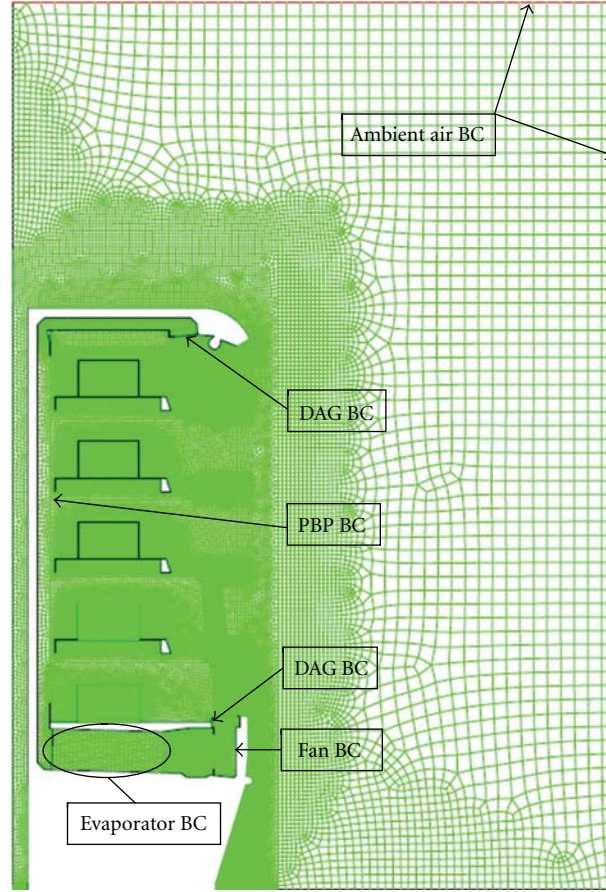 Ambient air BC
DAG BC
PBP BC
DAG BC
Fan BC
Evaporator BC